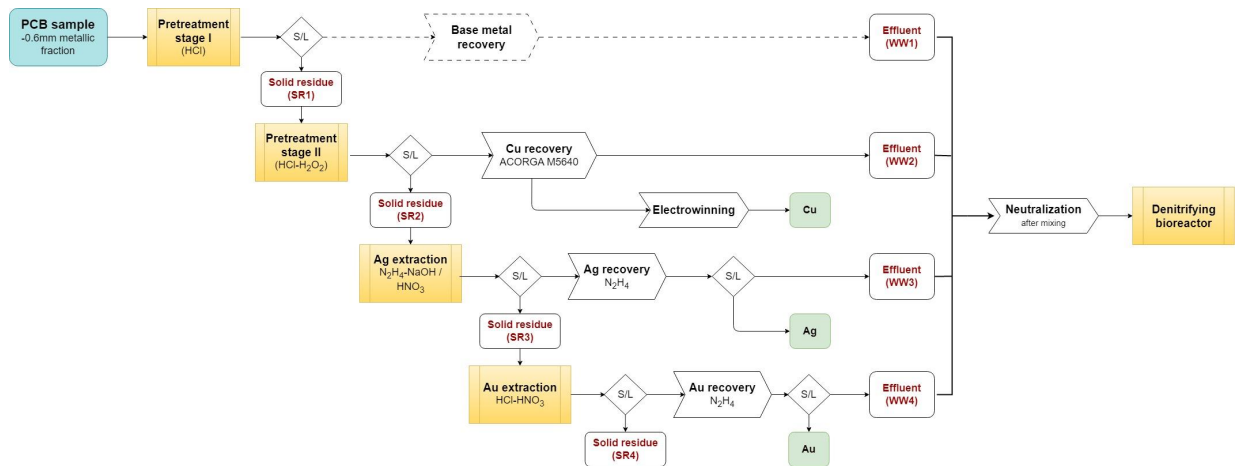 PCB sample
-0.6mm metallic
fraction
Pretreatment
stage I
(HCl)
S/L
Base metal
recovery
Effluent
(WW1)
Solid residue
(SR1)
Pretreatment
stage II
(HCl-H₂O₂)
S/L
Cu recovery
ACORGA M5640
Effluent
(WW2)
Solid residue
(SR2)
Electrowinning
Cu
Neutralization
after mixing
Denitrifying
bioreactor
Ag extraction
N₂H₄-NaOH /
HNO₃
S/L
Ag recovery
N₂H₄
S/L
Effluent
(WW3)
Solid residue
(SR3)
Ag
Au extraction
HCl-HNO₃
S/L
Au recovery
N₂H₄
S/L
Effluent
(WW4)
Solid residue
(SR4)
Au